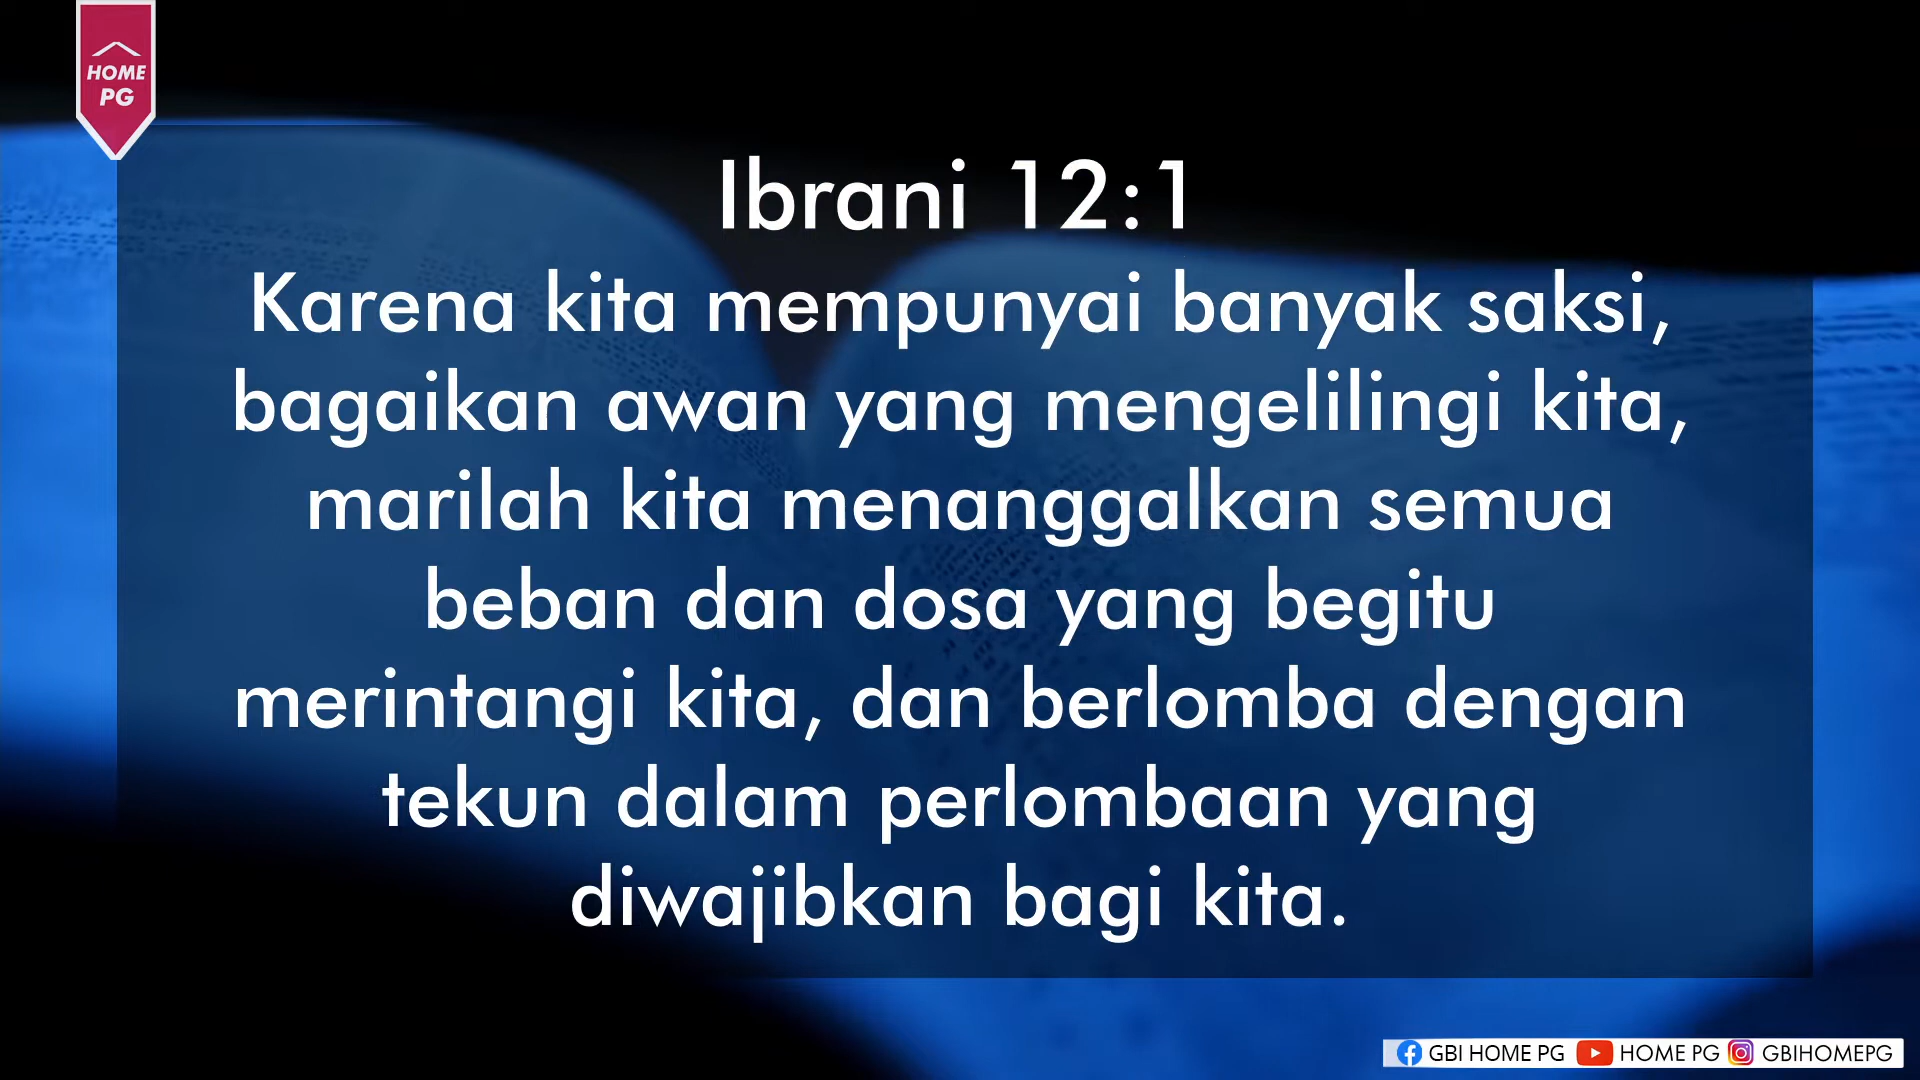 HOME
PG
Ibrani 12:1
Karena kita mempunyai banyak saksi,
bagaikan awan yang mengelilingi kita,
marilah kita menanggalkan semua
beban dan dosa yang begitu
merintangi kita, dan berlomba dengan
tekun dalam perlombaan yang
diwajibkan bagi kita.
GBI HOME PG HOME PG GBIHOMEPG